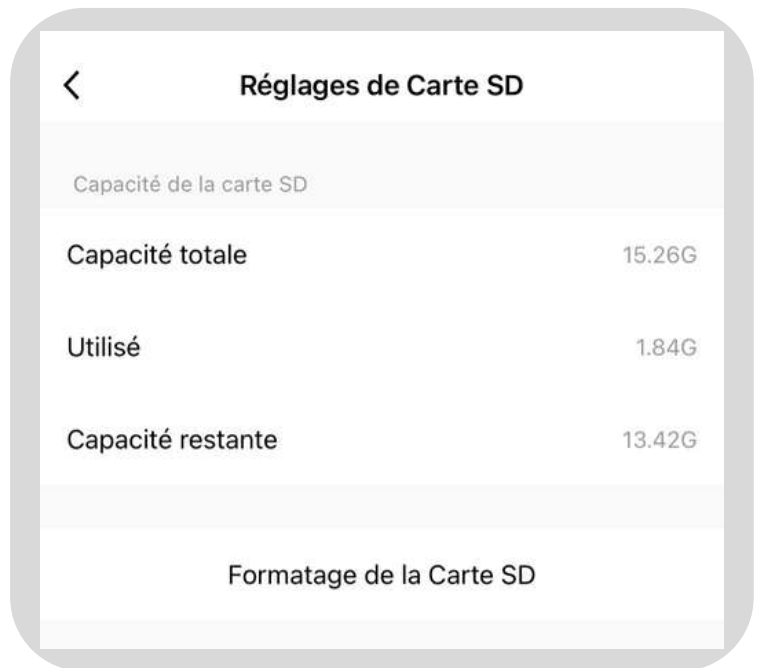 Réglages de Carte SD
Capacité de la carte SD
Capacité totale 15.26G
Utilisé 1.84G
Capacité restante 13.42G
Formatage de la Carte SD